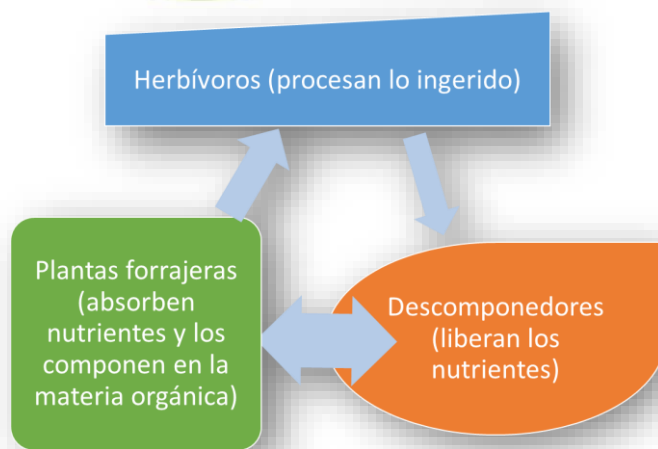 Herbívoros (procesan lo ingerido)
Plantas forrajeras
(absorben
nutrientes y los
componen en la
materia orgánica)
Descomponedores
(liberan los
nutrientes)